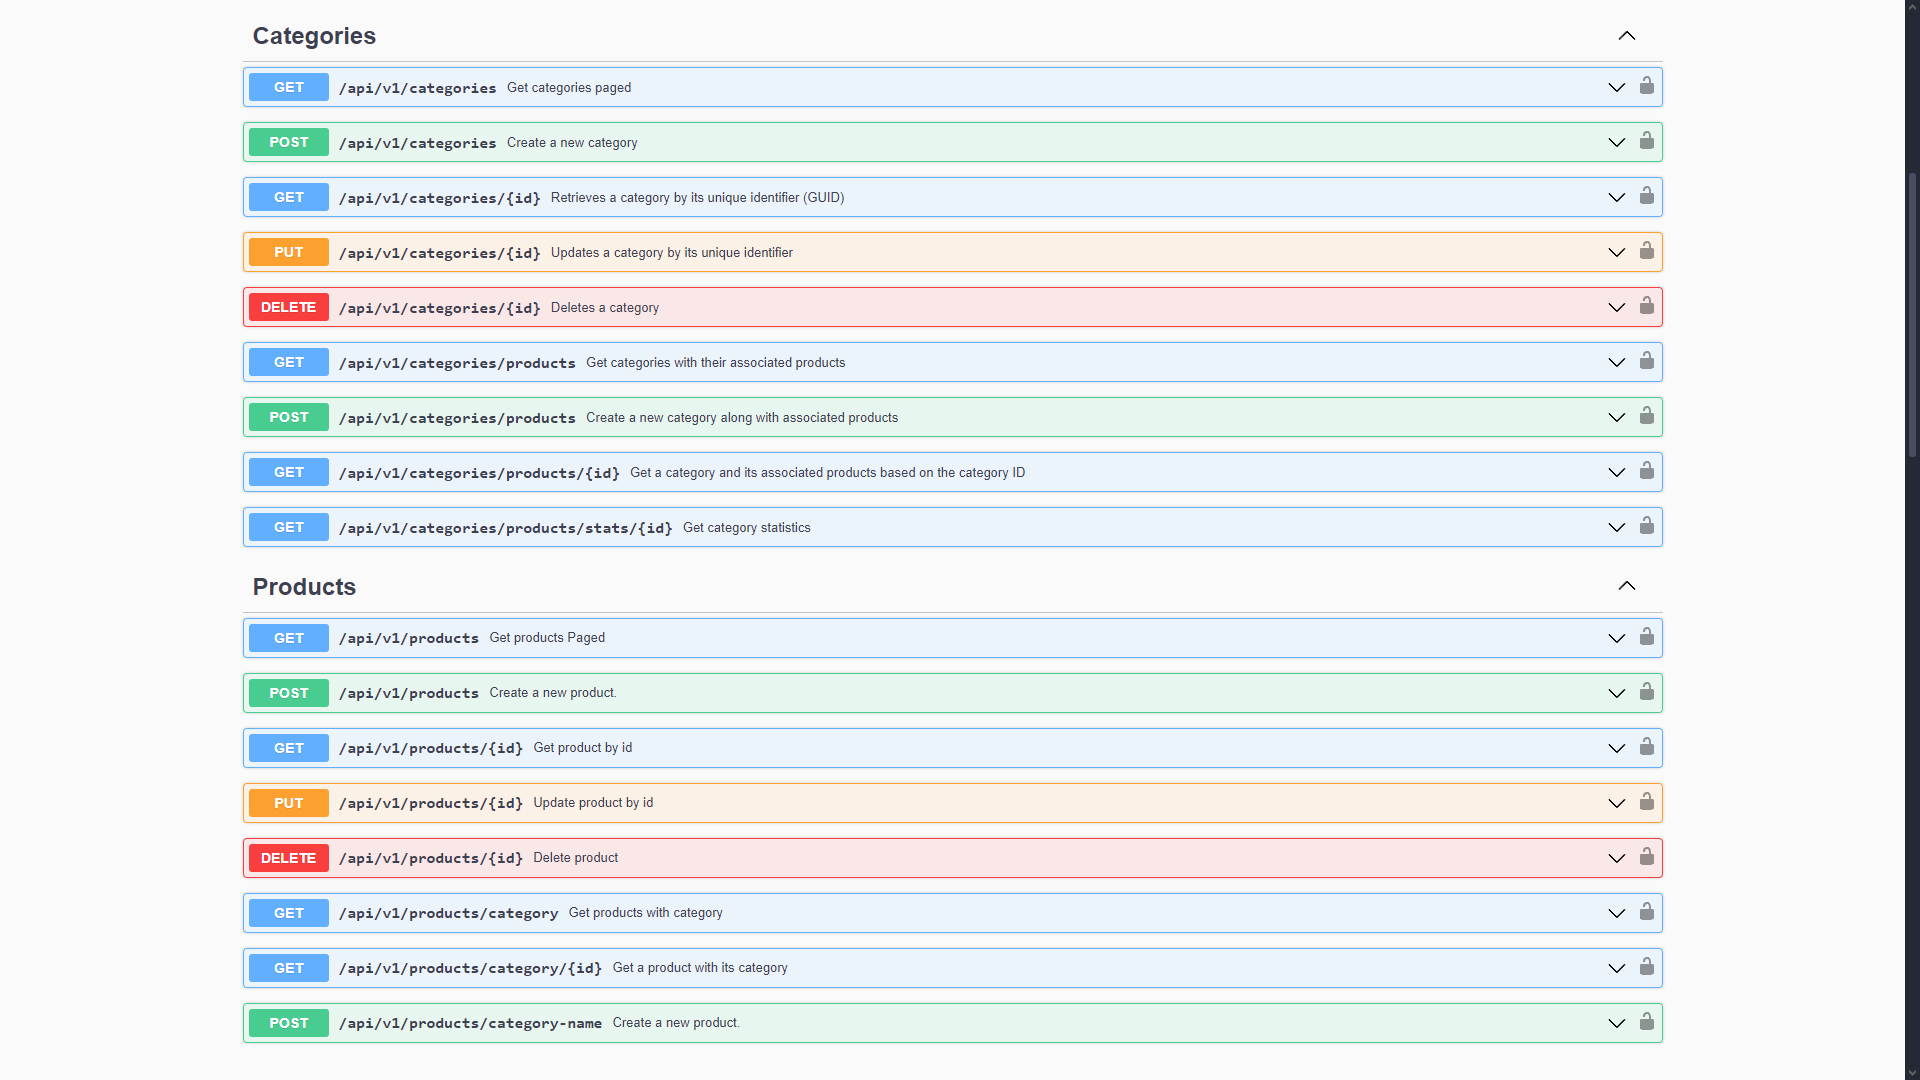 Categories
GET /api/v1/categories Get categories paged
POST /api/v1/categories Create a new category
GET /api/v1/categories/{id} Retrieves a category by its unique identifier (GUID)
PUT /api/v1/categories/{id} Updates a category by its unique identifier
DELETE /api/v1/categories/{id} Deletes a category
GET /api/v1/categories/products Get categories with their associated products
POST /api/v1/categories/products Create a new category along with associated products
GET /api/v1/categories/products/{id} Get a category and its associated products based on the category ID
GET /api/v1/categories/products/stats/{id} Get category statistics
Products
GET /api/v1/products Get products Paged
POST /api/v1/products Create a new product.
GET /api/v1/products/{id} Get product by id
PUT /api/v1/products/{id} Update product by id
DELETE /api/v1/products/{id} Delete product
GET /api/v1/products/category Get products with category
GET /api/v1/products/category/{id} Get a product with its category
POST /api/v1/products/category-name Create a new product.